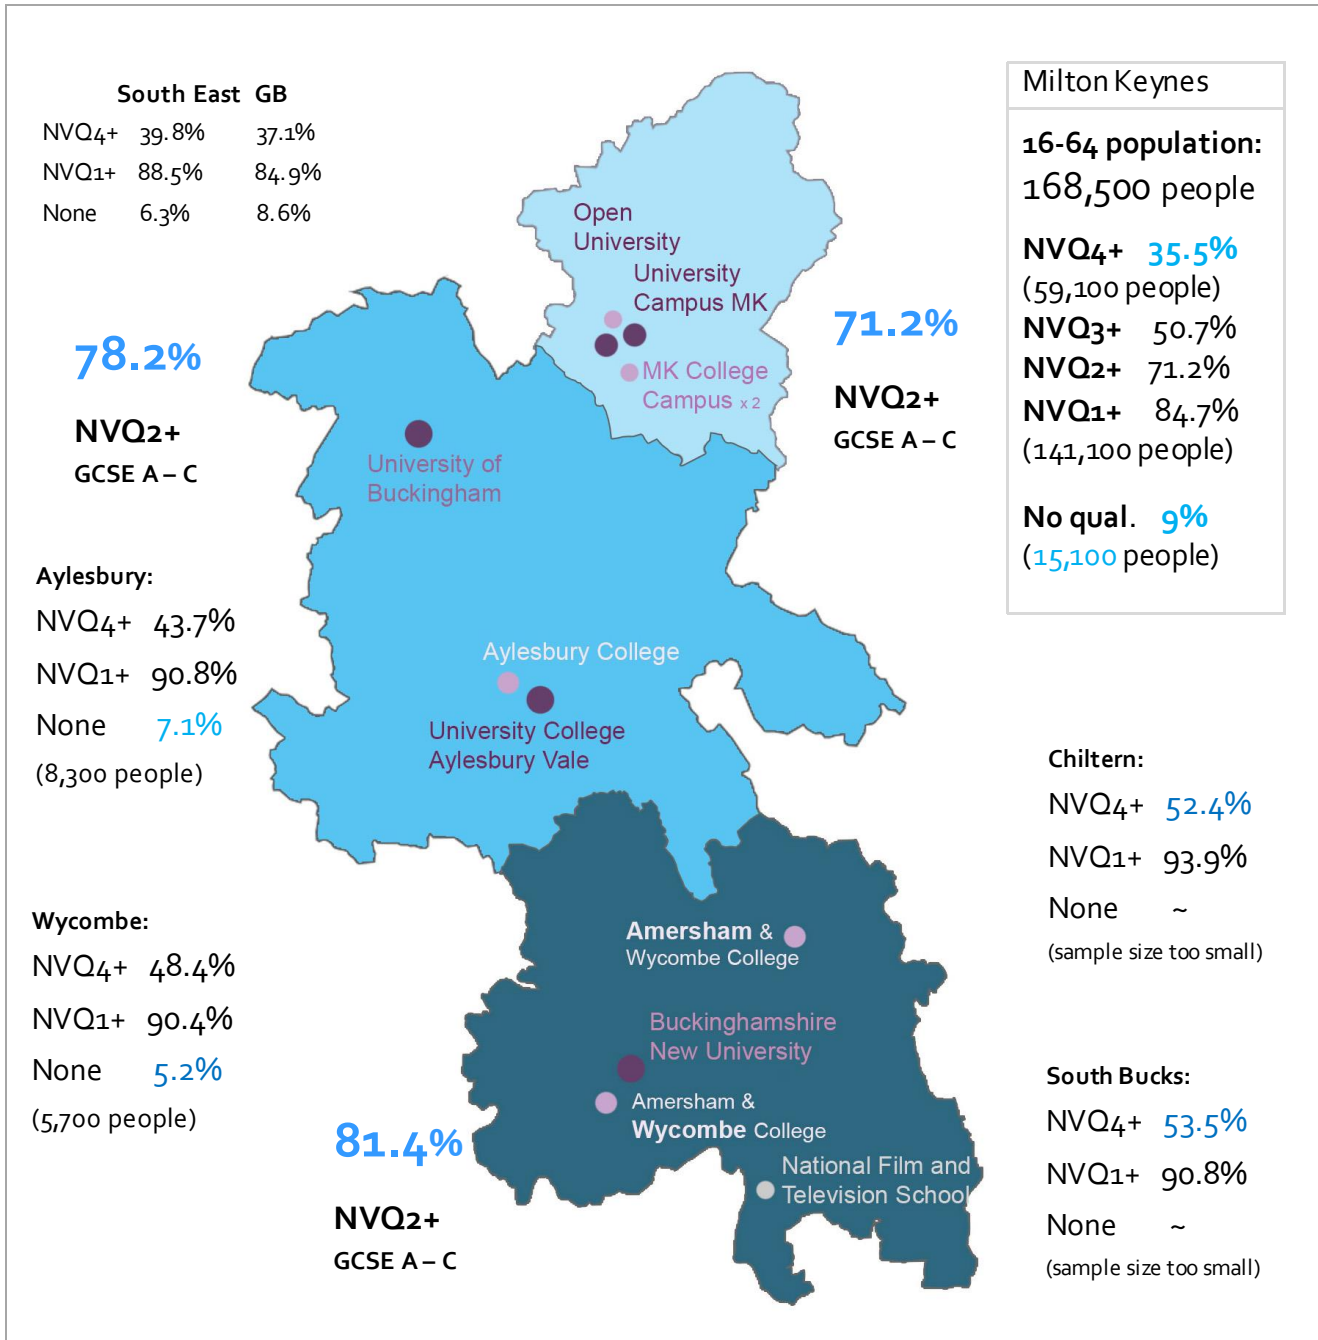 South East GB
NVQ4+ 39.8% 37.1%
NVQ1+ 88.5% 84.9%
None 6.3% 8.6%
78.2%
NVQ2+
GCSE A – C
Aylesbury:
NVQ4+ 43.7%
NVQ1+ 90.8%
None 7.1%
(8,300 people)
Wycombe:
NVQ4+ 48.4%
NVQ1+ 90.4%
None 5.2%
(5,700 people)
Open
University
University
Campus MK
MK College
Campus x 2
University of
Buckingham
Aylesbury College
University College
Aylesbury Vale
Amersham &
Wycombe College
Buckinghamshire
New University
Amersham &
Wycombe College
National Film and
Television School
81.4%
NVQ2+
GCSE A – C
71.2%
NVQ2+
GCSE A – C
Milton Keynes
16-64 population:
168,500 people
NVQ4+ 35.5%
(59,100 people)
NVQ3+ 50.7%
NVQ2+ 71.2%
NVQ1+ 84.7%
(141,100 people)
No qual. 9%
(15,100 people)
Chiltern:
NVQ4+ 52.4%
NVQ1+ 93.9%
None ~
(sample size too small)
South Bucks:
NVQ4+ 53.5%
NVQ1+ 90.8%
None ~
(sample size too small)